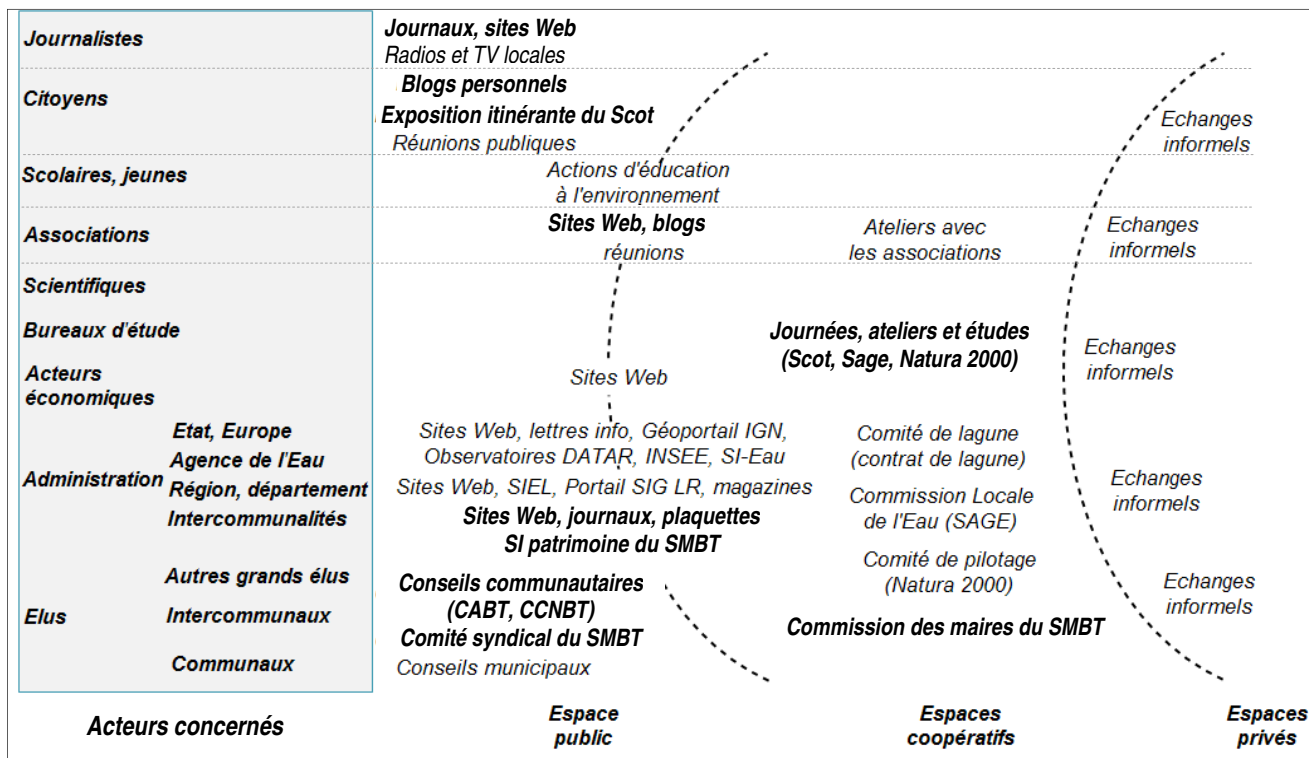 Journalistes
Journaux, sites Web
Radios et TV locales
Citoyens
Blogs personnels
Exposition itinérante du Scot
Réunions publiques
Echanges
informels
Scolaires, jeunes
Actions d'éducation
à l'environnement
Associations
Sites Web, blogs
réunions
Ateliers avec
les associations
Echanges
informels
Scientifiques
Bureaux d'étude
Acteurs
économiques
Sites Web
Journées, ateliers et études
(Scot, Sage, Natura 2000)
Echanges
informels
Administration
Etat, Europe
Agence de l'Eau
Région, département
Intercommunalités
Sites Web, lettres info, Géoportail IGN,
Observatoires DATAR, INSEE, SI-Eau
Sites Web, SIEL, Portail SIG LR, magazines
Sites Web, journaux, plaquettes
SI patrimoine du SMBT
Comité de lagune
(contrat de lagune)
Commission Locale
de l'Eau (SAGE)
Comité de pilotage
(Natura 2000)
Echanges
informels
Elus
Autres grands élus
Intercommunaux
Communaux
Conseils communautaires
(CABT, CCNBT)
Comité syndical du SMBT
Conseils municipaux
Commission des maires du SMBT
Echanges
informels
Acteurs concernés
Espace
public
Espaces
coopératifs
Espaces
privés